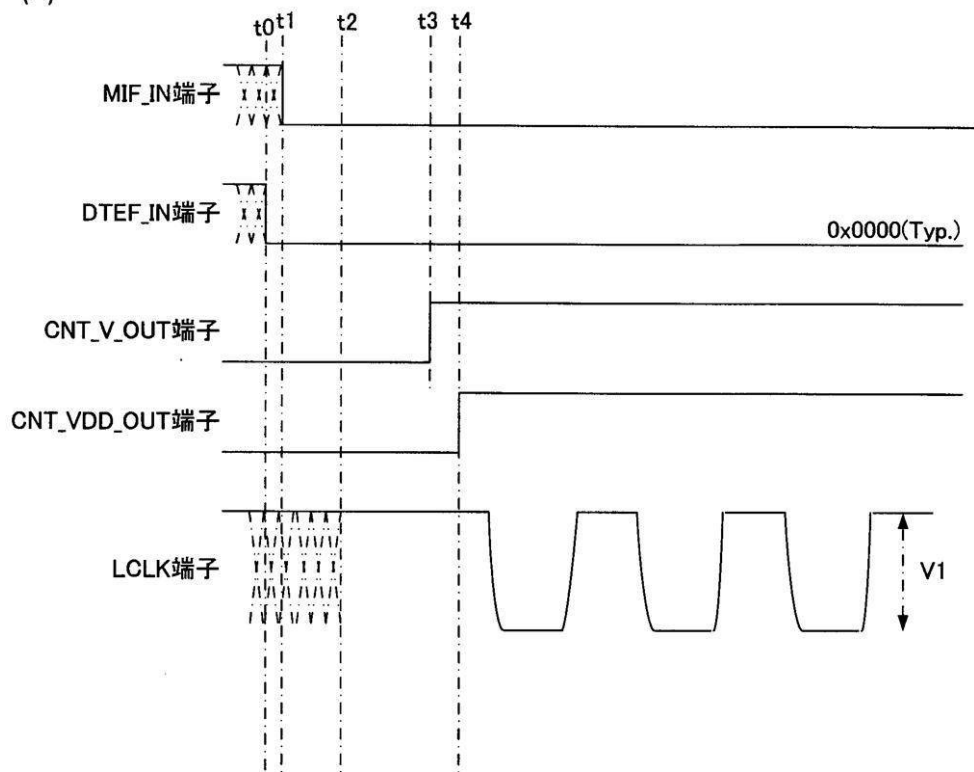 t0 t1 t2 t3 t4
MIF_IN端子
DTEF_IN端子
0x0000(Typ.)
CNT_V_OUT端子
CNT_VDD_OUT端子
LCLK端子
V1